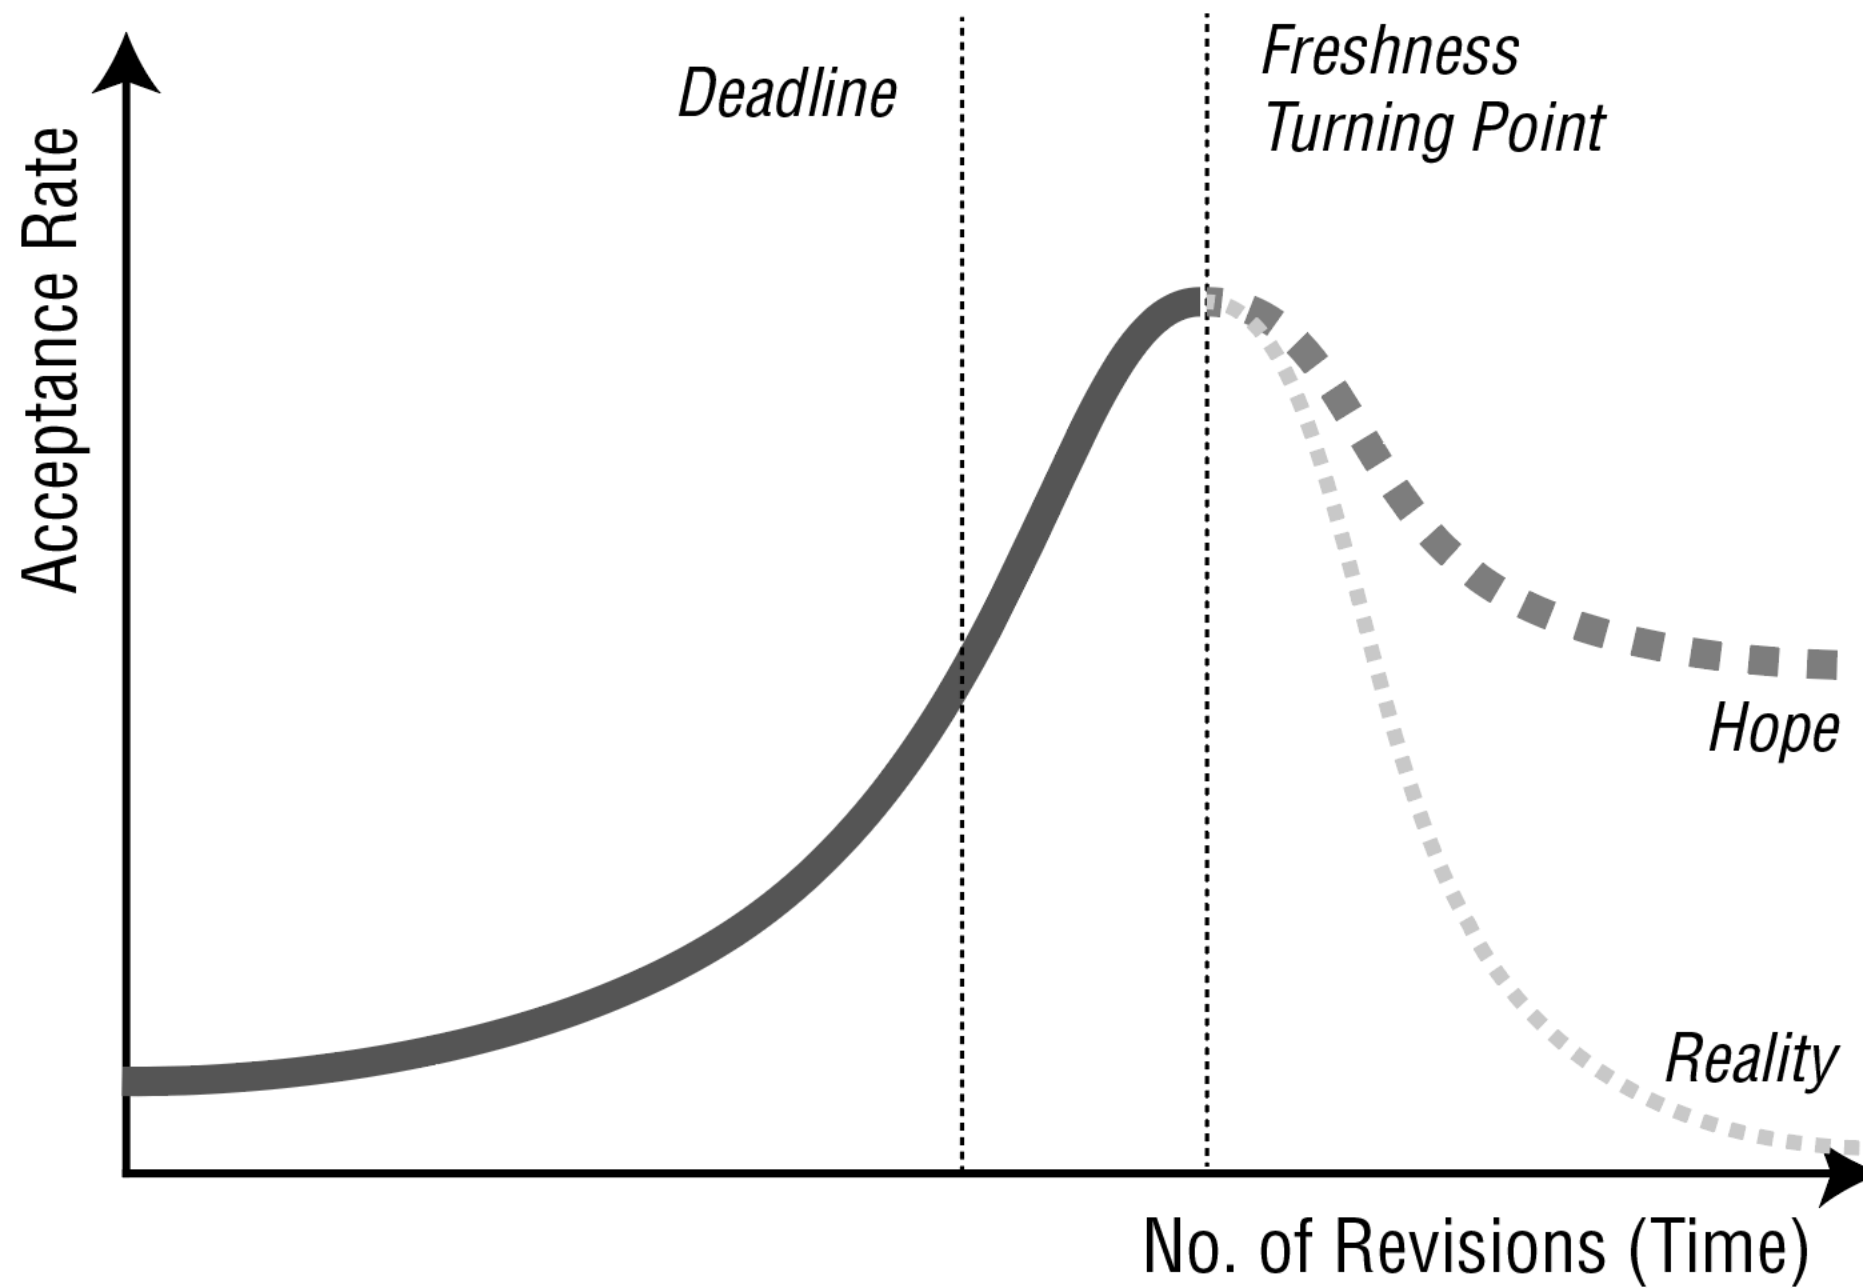 Deadline
Freshness
Turning Point
Acceptance Rate
Hope
Reality
No. of Revisions (Time)